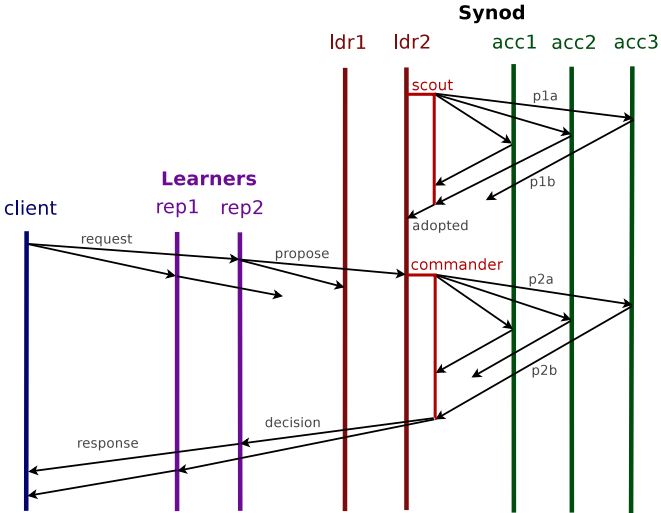 Synod
ldr1 ldr2 acc1 acc2 acc3
scout
p1a
p1b
Learners
client rep1 rep2
adopted
request
propose
commander
p2a
p2b
decision
response